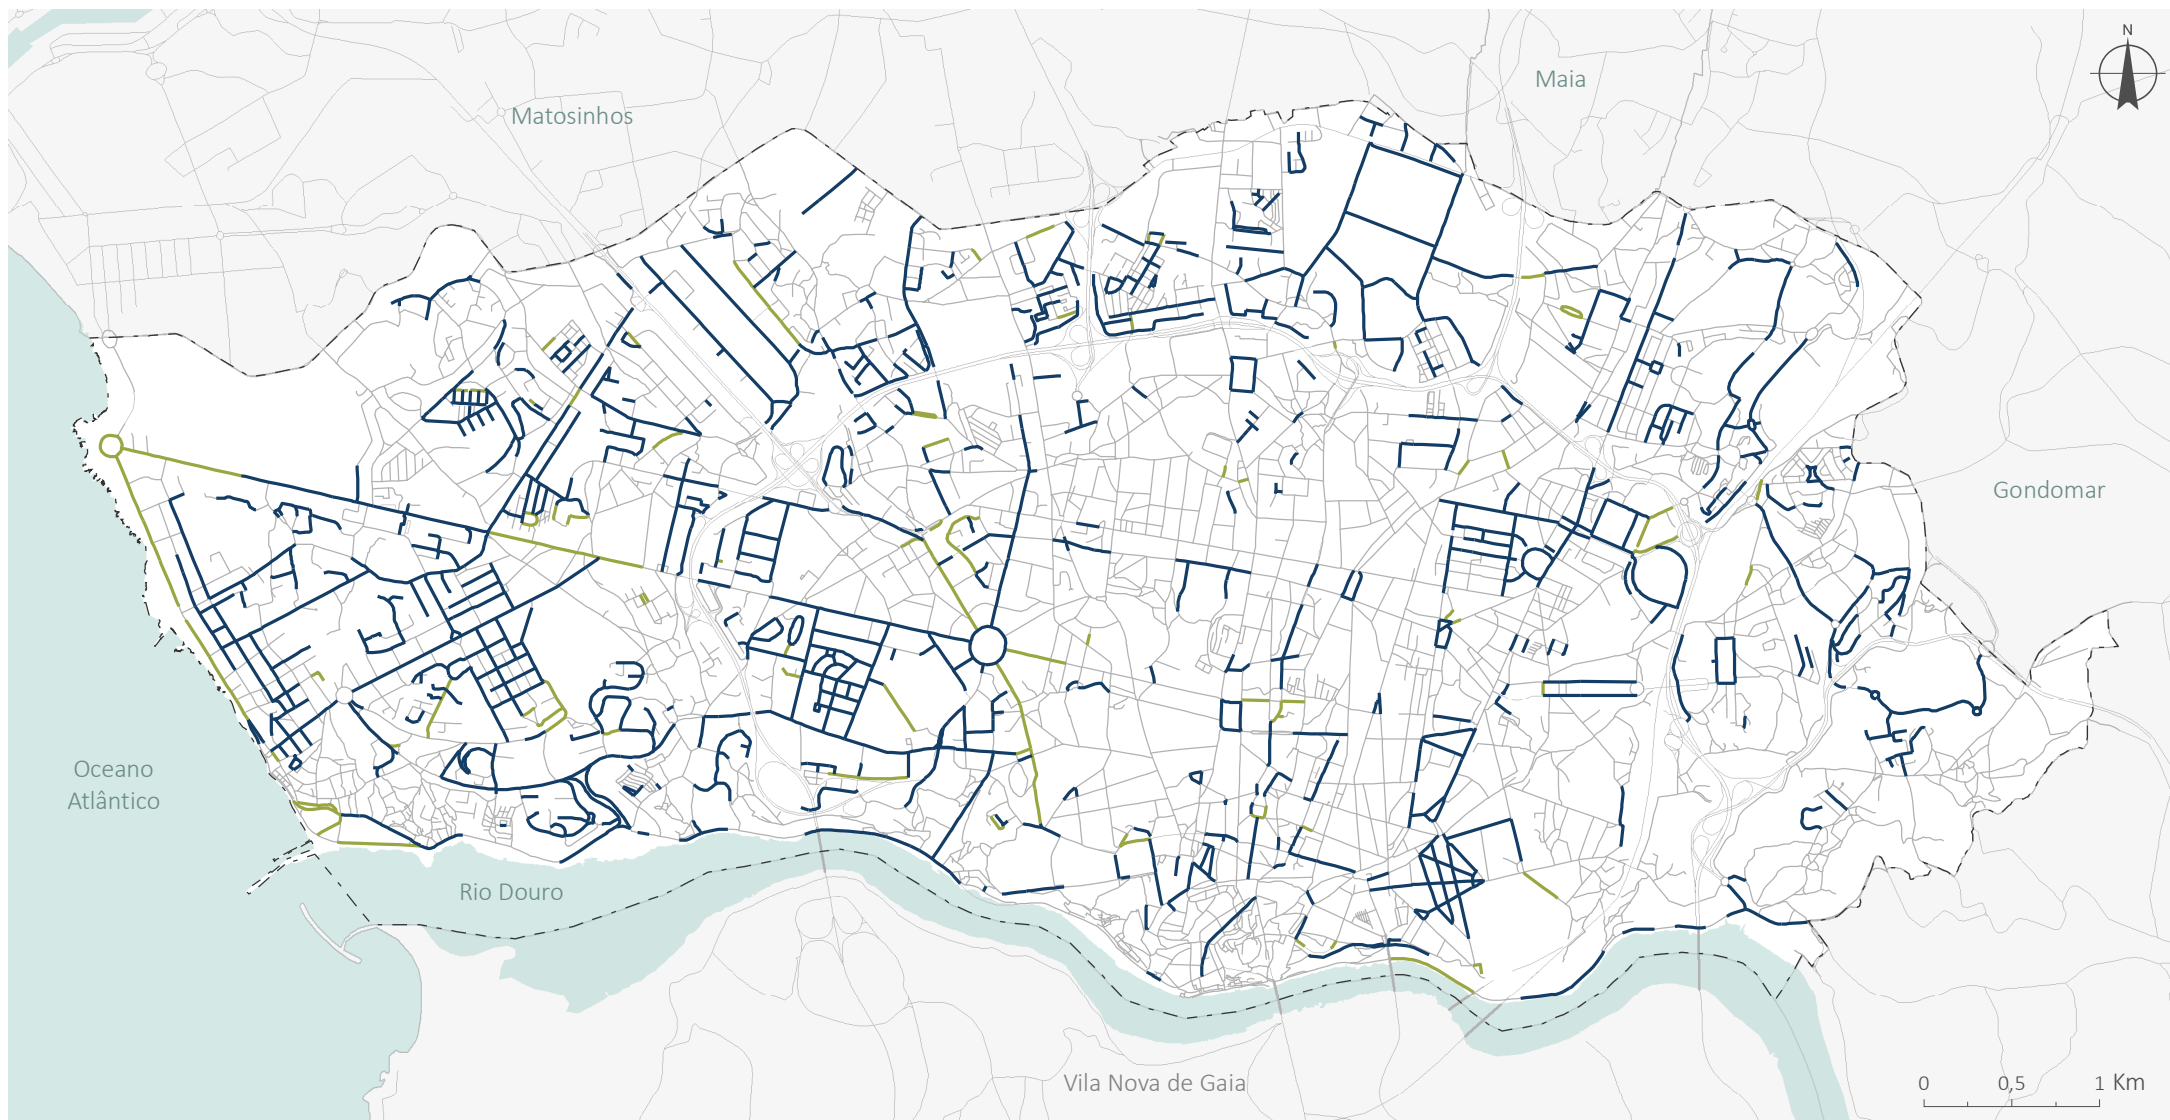 N
Maia
Matosinhos
Gondomar
Oceano
Atlântico
Rio Douro
Vila Nova de Gaia
0 0,5 1 Km